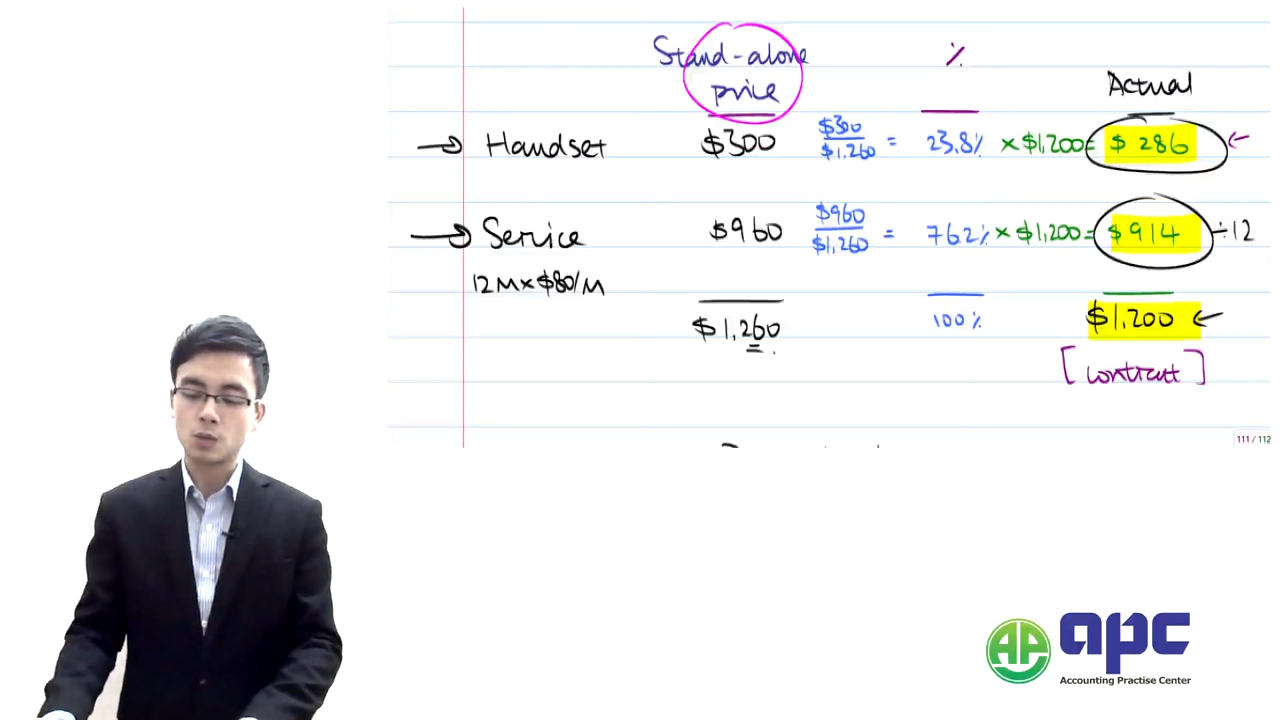 Stand-alone
price
%
Actual
Handset $300 $300/$1,260 = 23.8% × $1,200 = $286
Service $960 $960/$1,260 = 76.2% × $1,200 = $914 ÷12
12M×$80/M
$1,260 100% $1,200
[contract]
111 / 112
AP apc
Accounting Practise Center